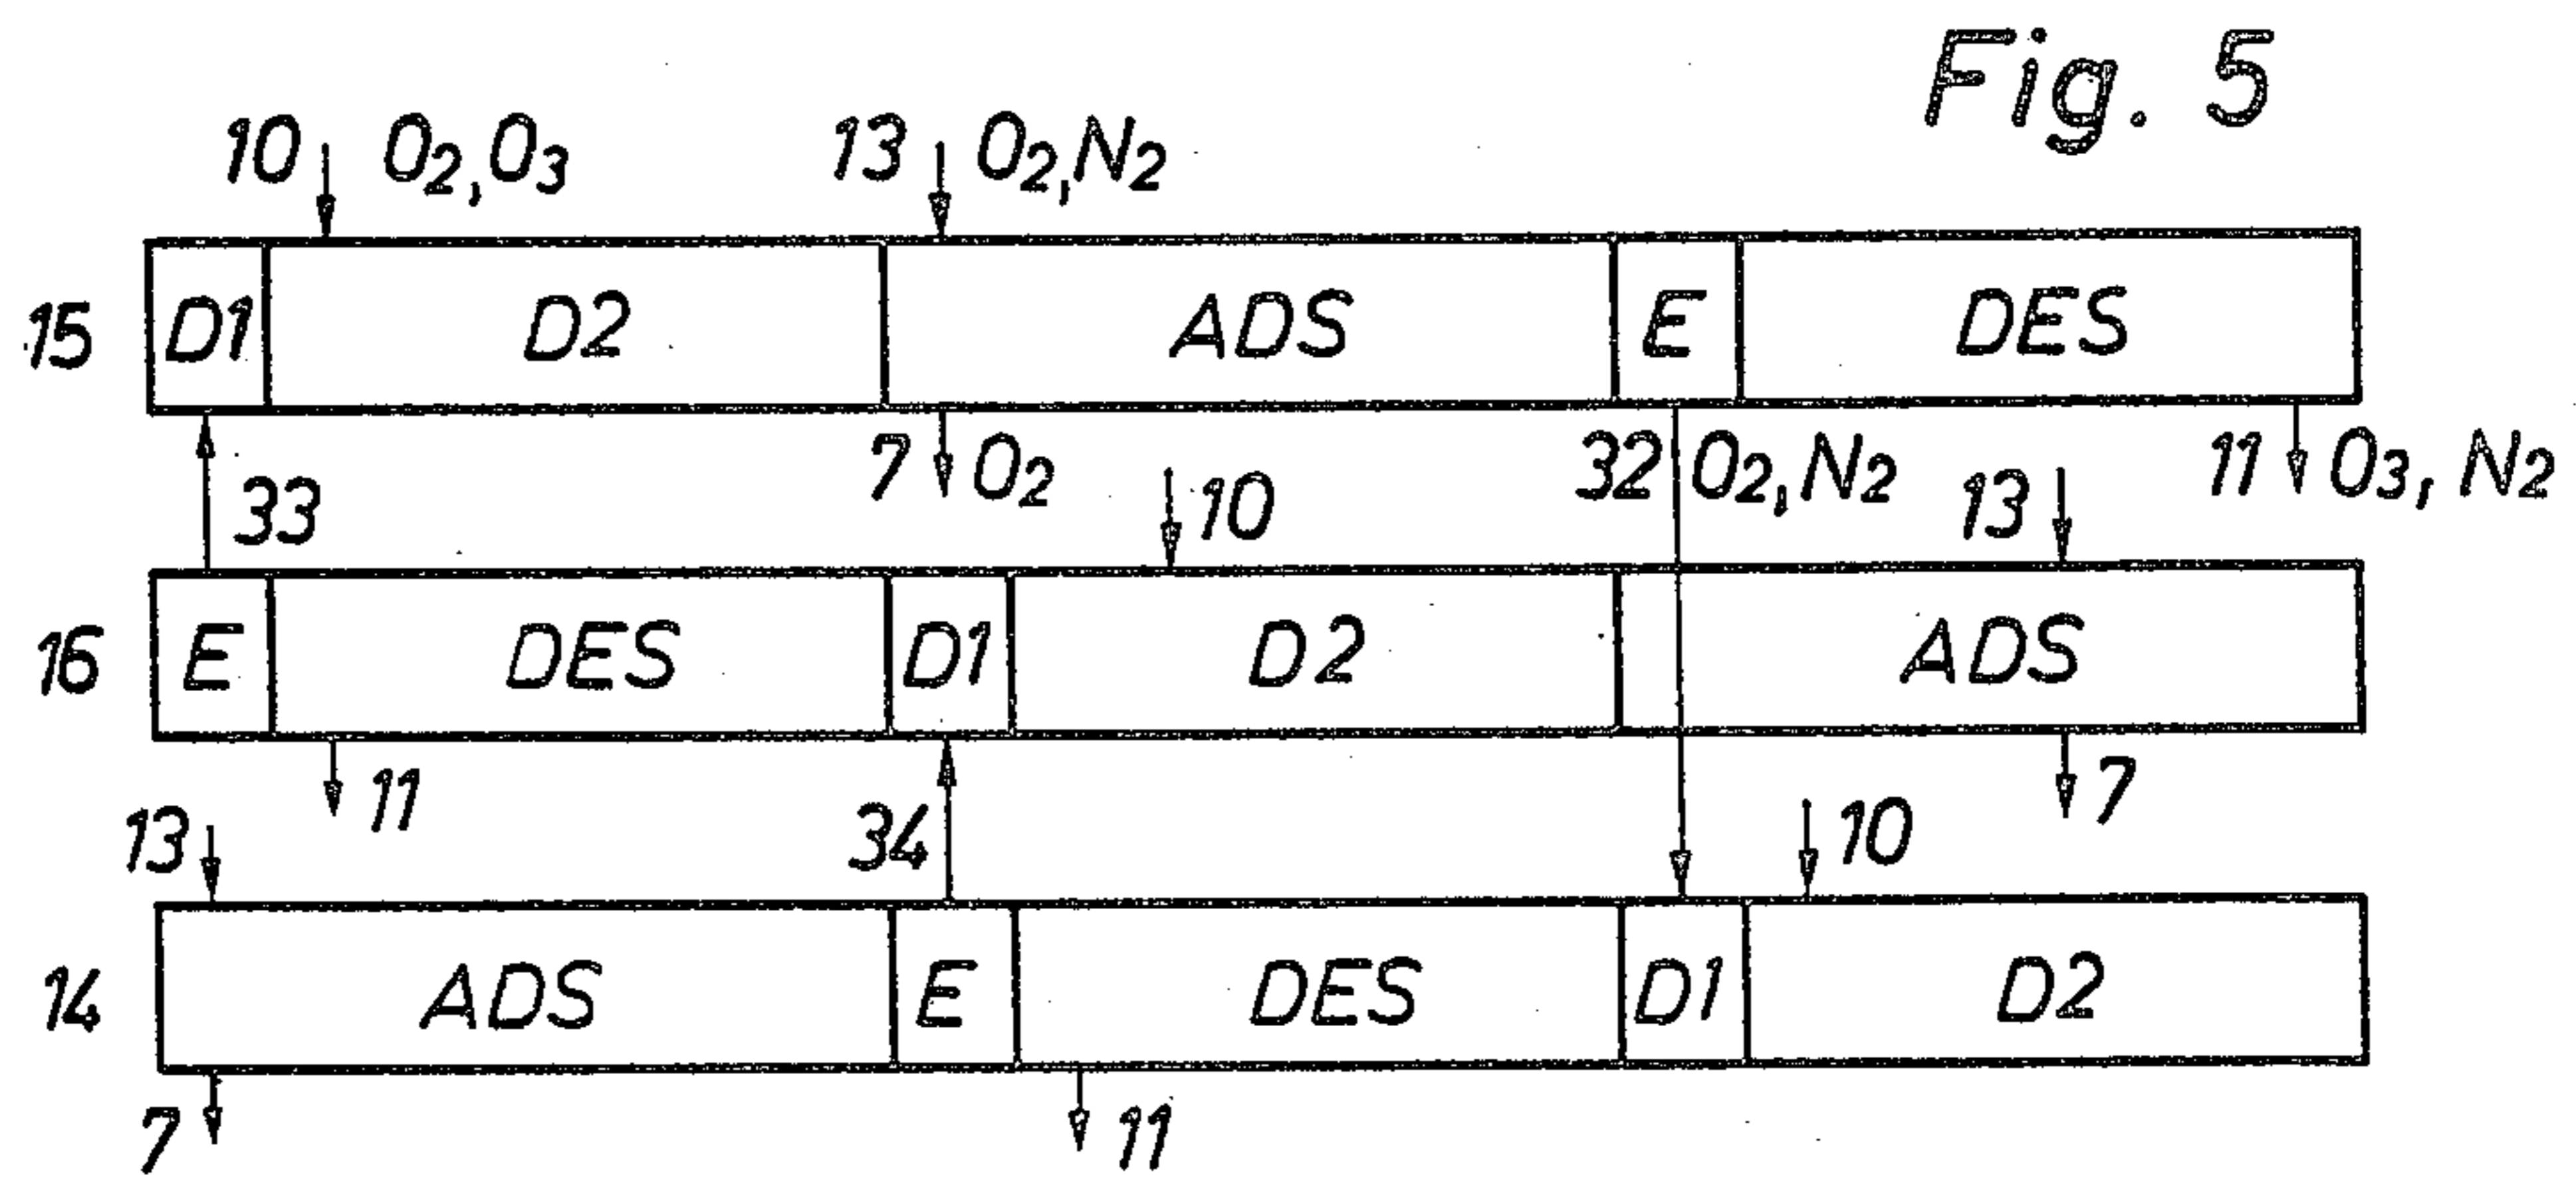 Fig. 5
10 O2,O3 13 O2,N2
15 D1 D2 ADS E DES
33 7 O2 10 32 O2,N2 13 11 O3,N2
16 E DES D1 D2 ADS
13 11 34 10 7
14 ADS E DES D1 D2
7 11